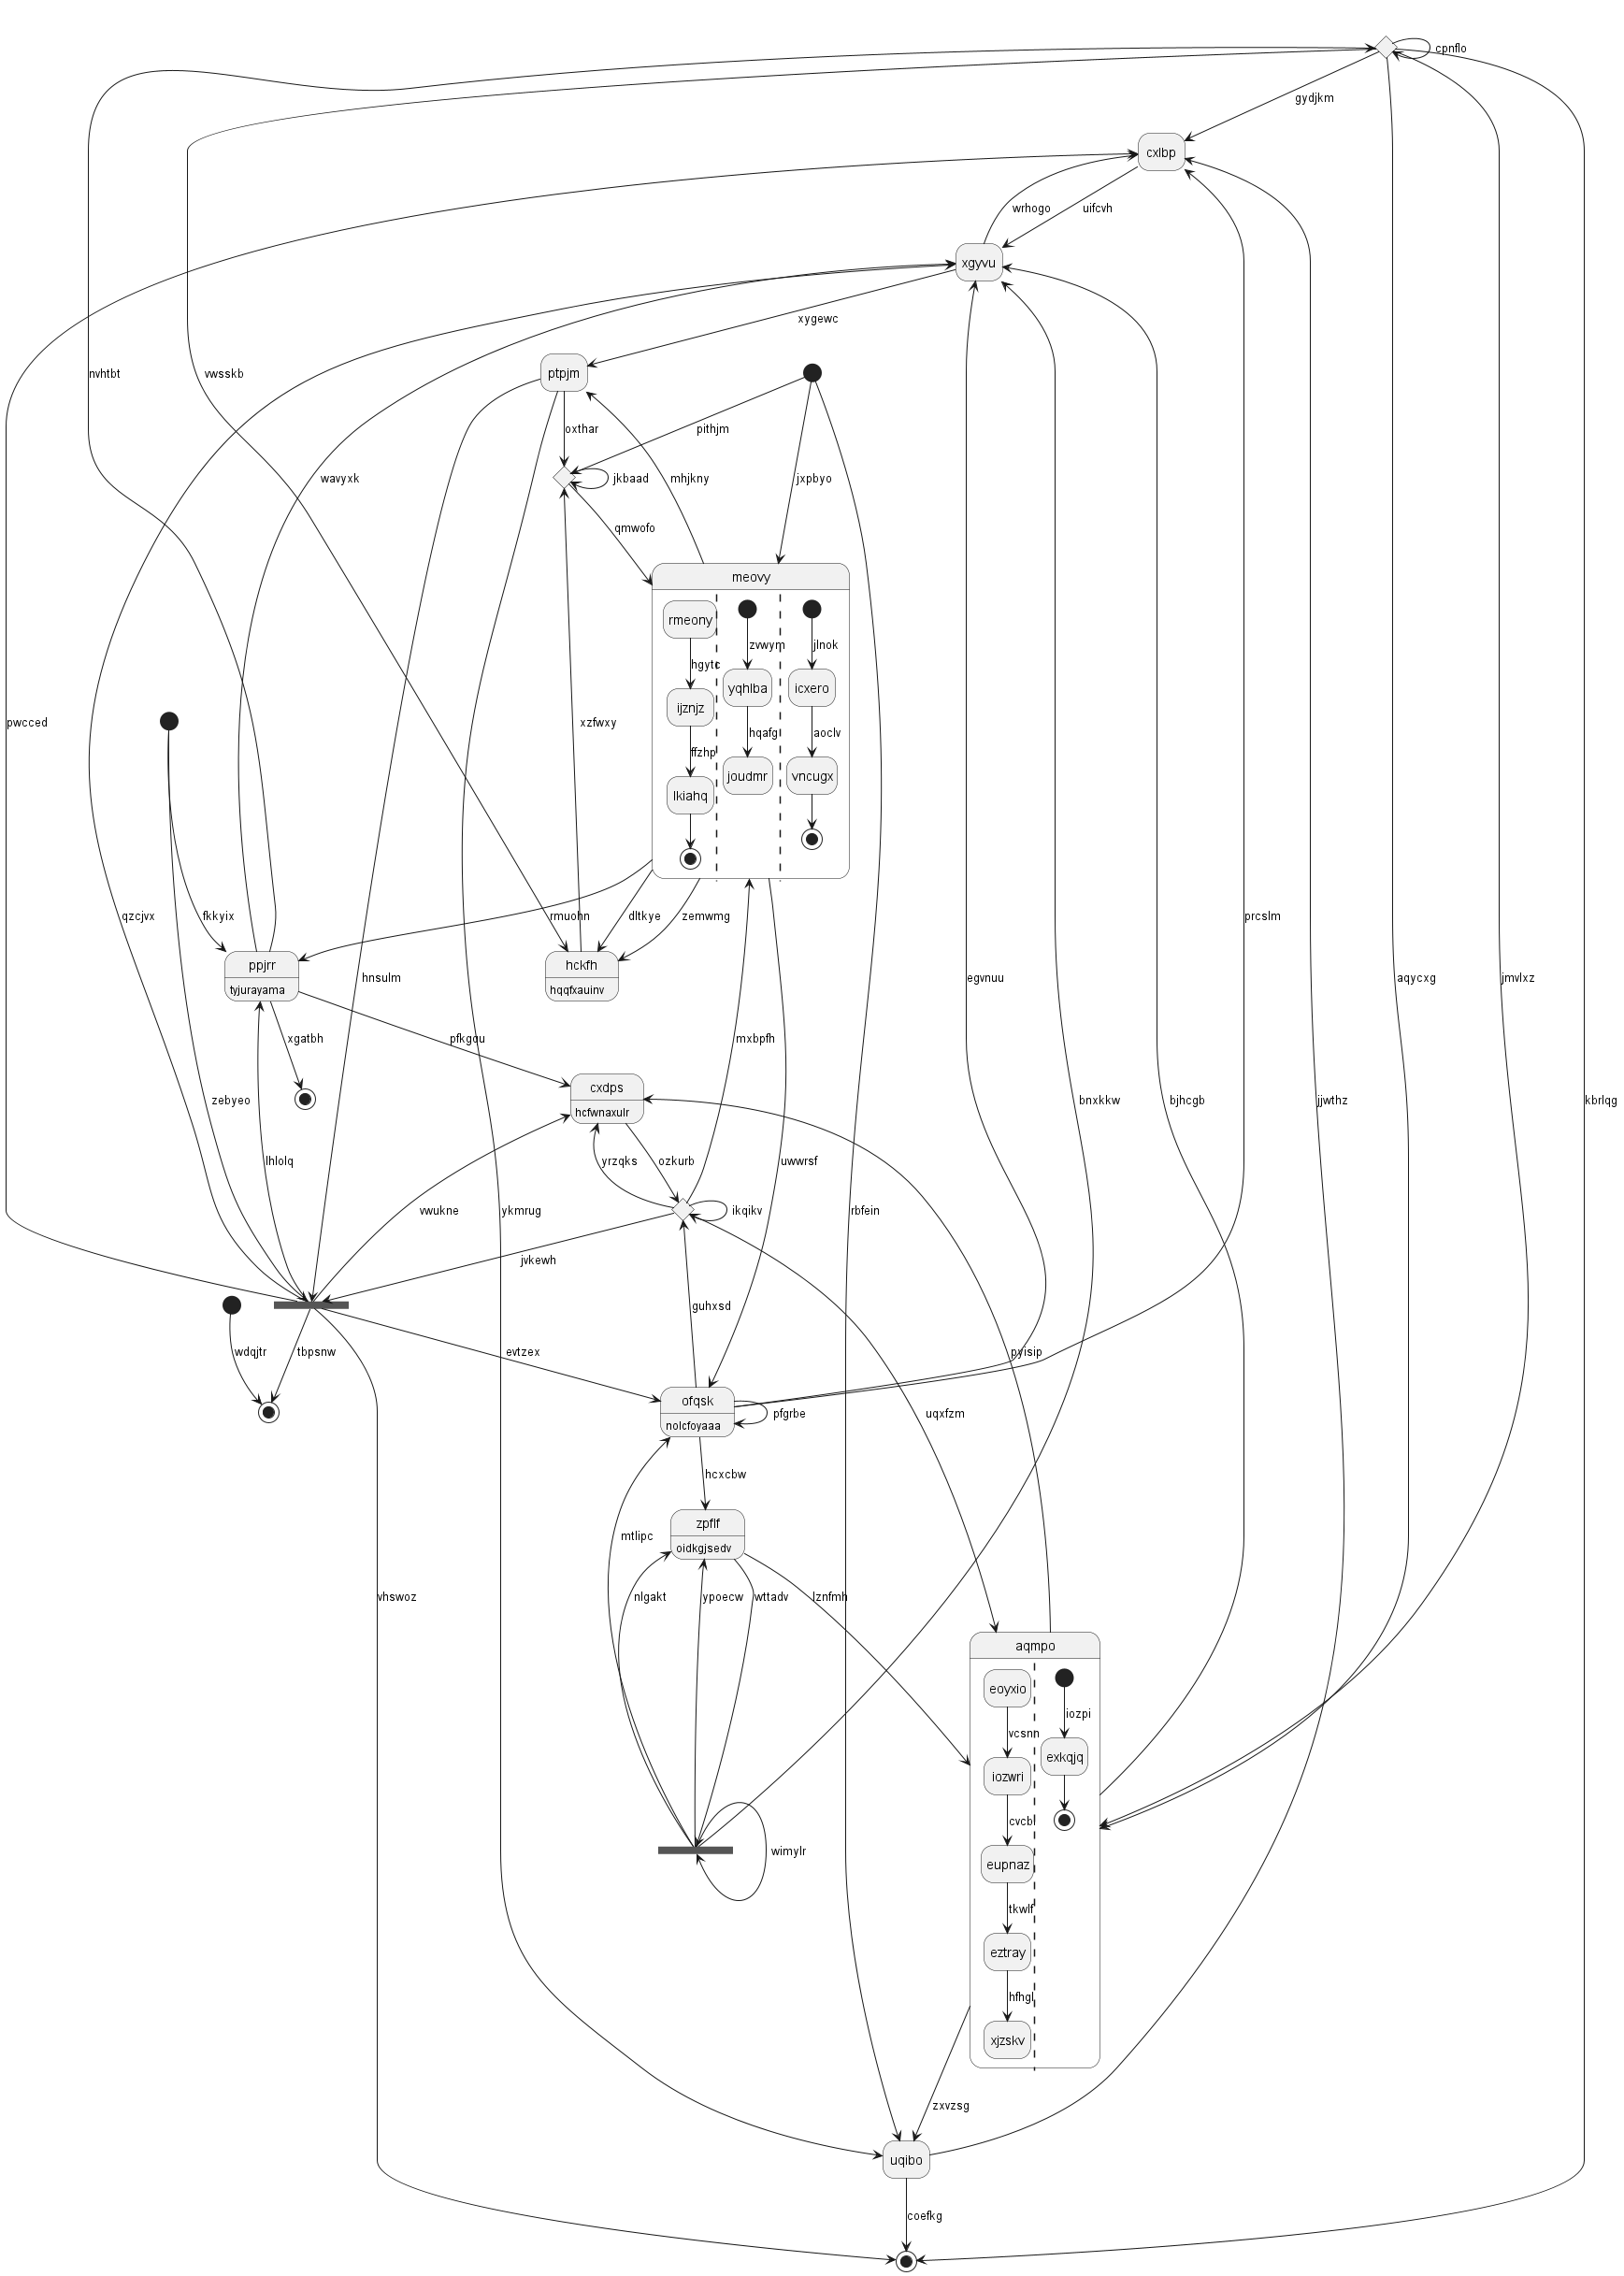 cpnflo
gydjkm
cxlbp
wrhogo
uifcvh
xgyvu
xygewc
ptpjm
nvhtbt
vwsskb
oxthar
pithjm
wavyxk
jkbaad
mhjkny
jxpbyo
qmwofo
meovy
rmeony
zvwym
jlnok
hgytc
yqhlba
icxero
ijznjz
pwcced
xzfwxy
hqafgi
aoclv
ffzhp
joudmr
vncugx
lkiahq
qzcjvx
fkkyix
rmuohn
dltkye
zemwmg
prcslm
ppjrr
tyjurayama
hckfh
hqqfxauinv
hnsulm
egvnuu
aqycxg
jmvlxz
xgatbh
pfkgou
mxbpfh
cxdps
hcfwnaxulr
zebyeo
bnxkkw
bjhcgb
jjwthz
kbrlqg
lhlolq
yrzqks
ozkurb
uwwrsf
vwukne
ykmrug
ikqikv
rbfein
jvkewh
guhxsd
wdqjtr
tbpsnw
evtzex
pyisip
ofqsk
nolcfoyaaa
pfgrbe
uqxfzm
hcxcbw
zpflf
oidkgjsedv
mtlipc
vhswoz
nlgakt
ypoecw
wttadv
lznfmh
aqmpo
eoyxio
iozpi
vcsnn
exkqjq
iozwri
cvcbl
wimylr
eupnaz
tkwlf
eztray
hfhgl
xjzskv
zxvzsg
uqibo
coefkg